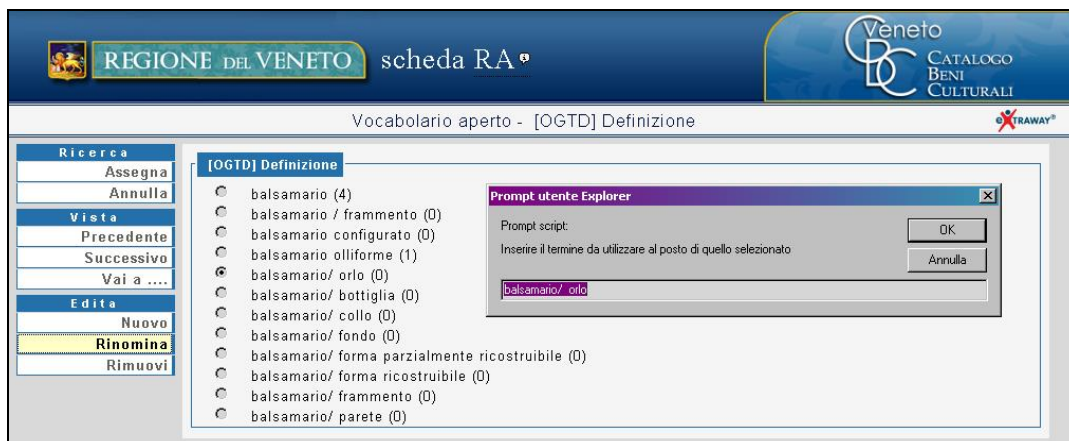 REGIONE DEL VENETO
scheda RA
Veneto
BC
CATALOGO
BENI
CULTURALI
Vocabolario aperto - [OGTD] Definizione
eXTRAWAY®
Ricerca
Assegna
Annulla
Vista
Precedente
Successivo
Vai a ....
Edita
Nuovo
Rinomina
Rimuovi
[OGTD] Definizione
balsamario (4)
balsamario / frammento (0)
balsamario configurato (0)
balsamario olliforme (1)
balsamario/ orlo (0)
balsamario/ bottiglia (0)
balsamario/ collo (0)
balsamario/ fondo (0)
balsamario/ forma parzialmente ricostruibile (0)
balsamario/ forma ricostruibile (0)
balsamario/ frammento (0)
balsamario/ parete (0)
Prompt utente Explorer
Prompt script:
Inserire il termine da utilizzare al posto di quello selezionato
OK
Annulla
balsamario/ orlo